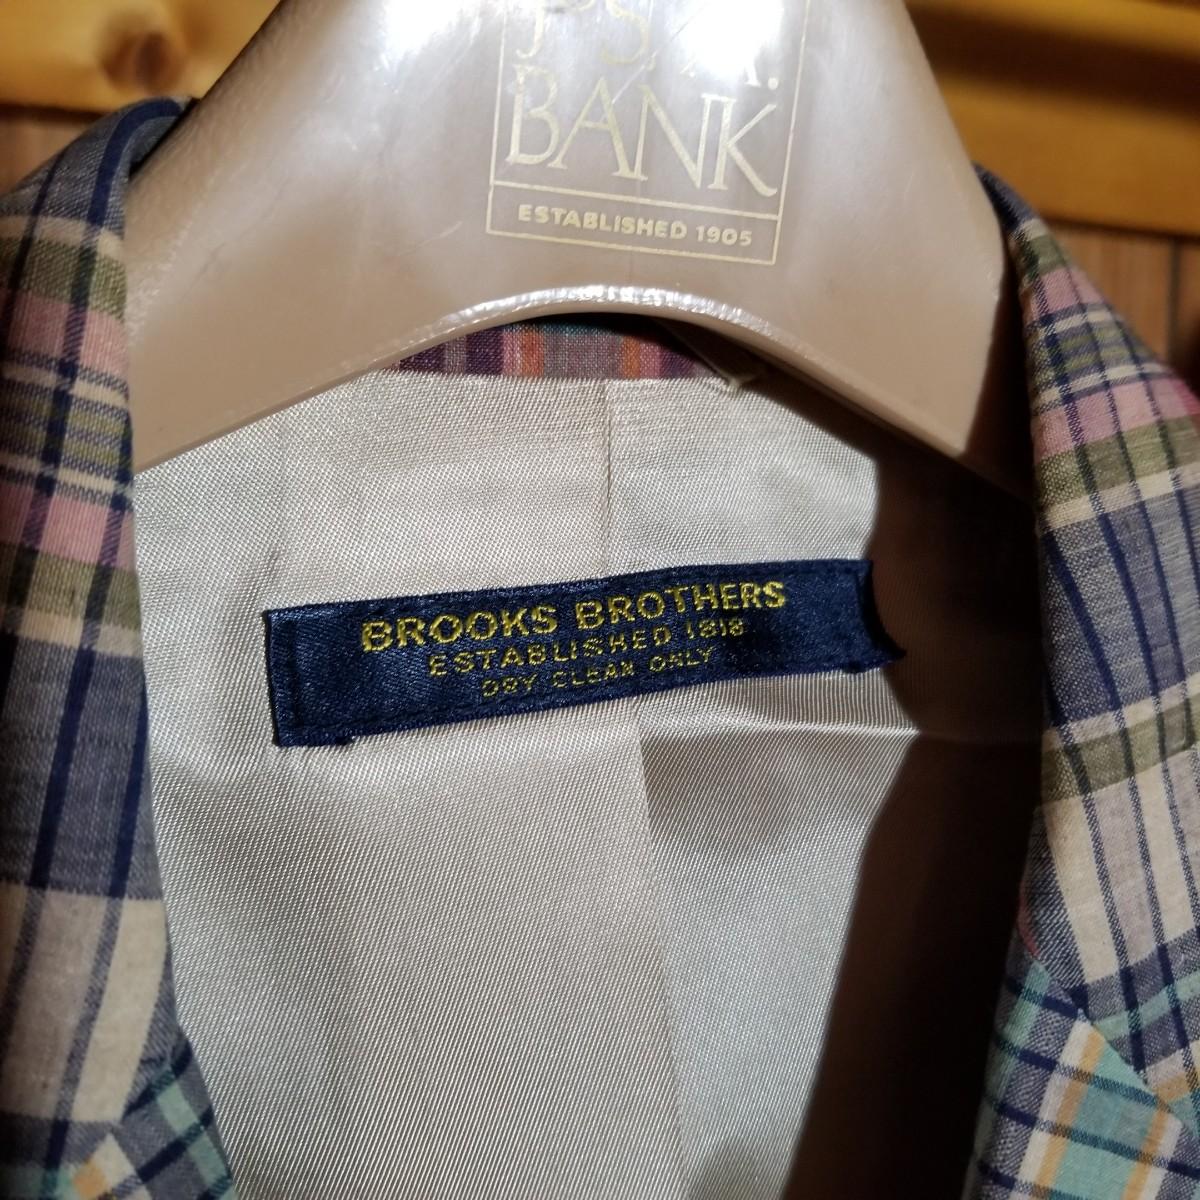 BANK
ESTABLISHED 1905
BROOKS BROTHERS
ESTABLISHED 1818
DRY CLEAN ONLY